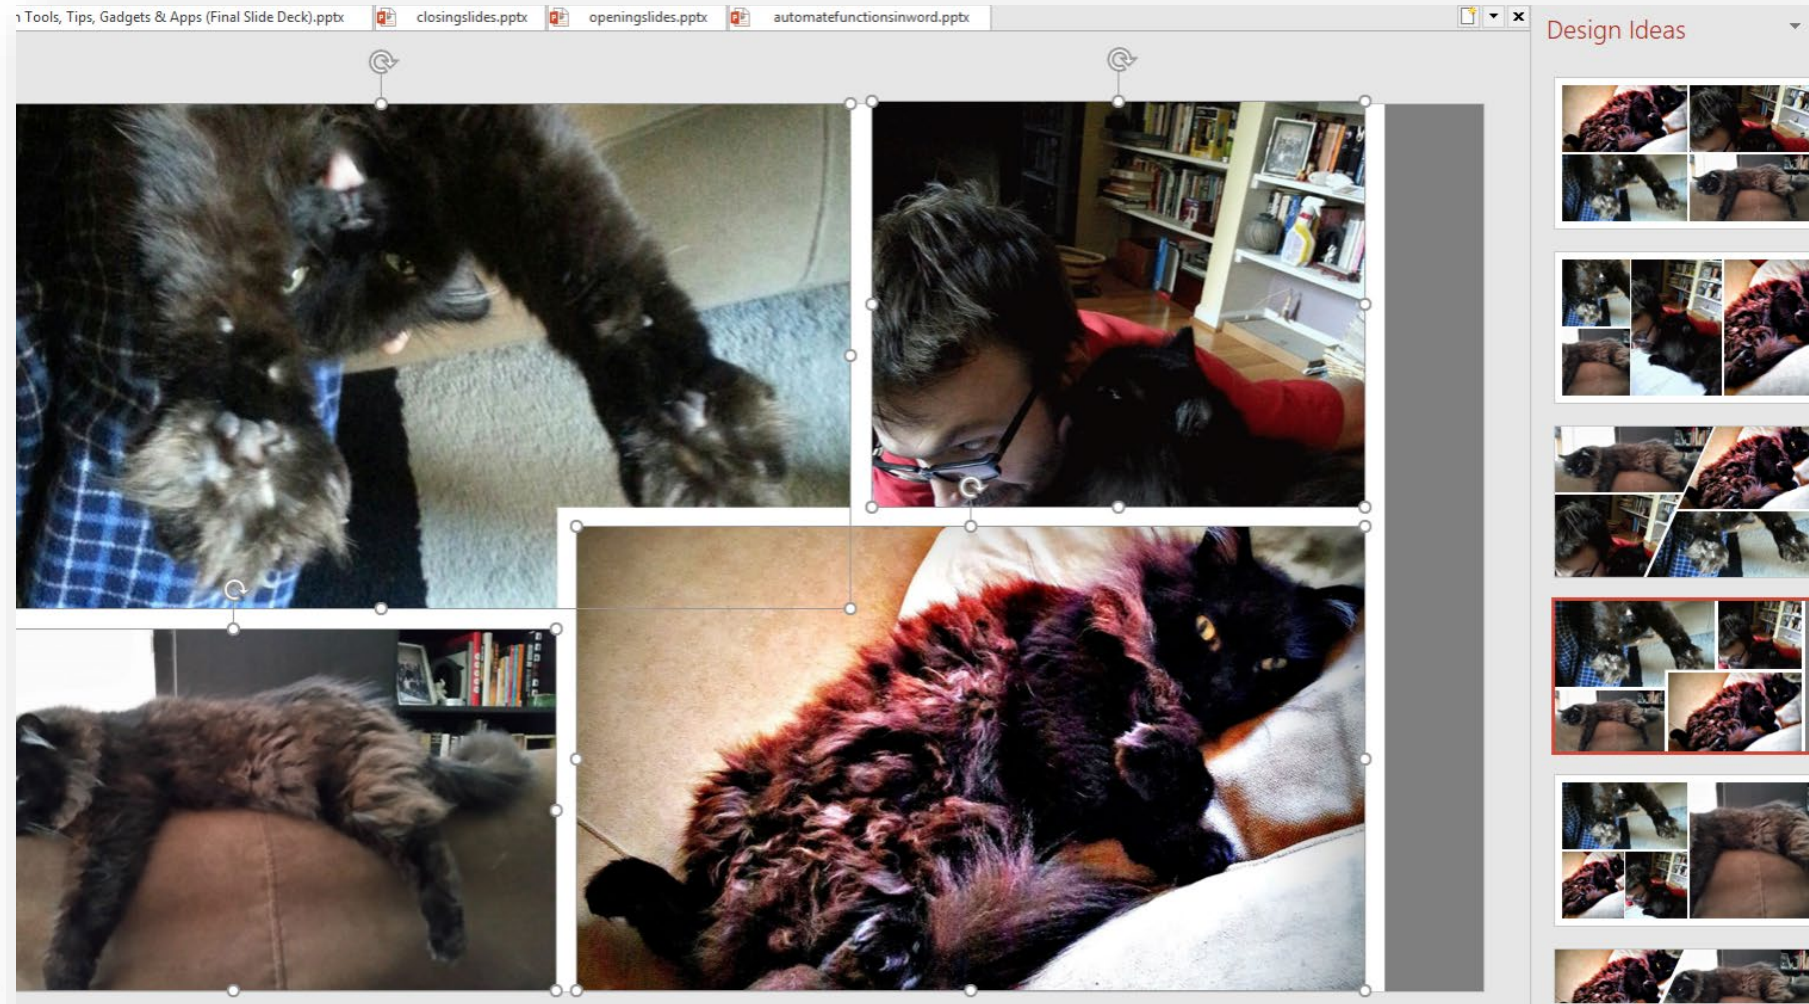 n Tools, Tips, Gadgets & Apps (Final Slide Deck).pptx
closingslides.pptx
openingslides.pptx
automatefunctionsinword.pptx
Design Ideas